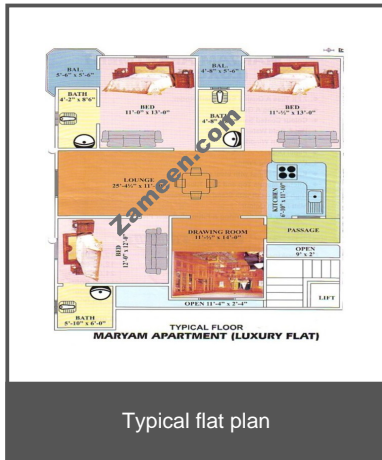 BAL.
5'-6" x 5'-6"
BAL.
4'-8" x 5'-6"
BATH
4'-2" x 8'6"
BED
11'-0" x 13'-0"
BATH
4'-8"
BED
11'-½" x 13'-0"
LOUNGE
25'-4½" x 11'
KITCHEN
6'-10" x 11'-10"
Zameen.com
DRAWING ROOM
11'-½" x 14'-0"
PASSAGE
BED
12'-0" x 12'-4"
OPEN
9' x 2'
LIFT
OPEN 11'-4" x 2'-4"
BATH
5'-10" x 6'-0"
TYPICAL FLOOR
MARYAM APARTMENT (LUXURY FLAT)
Typical flat plan